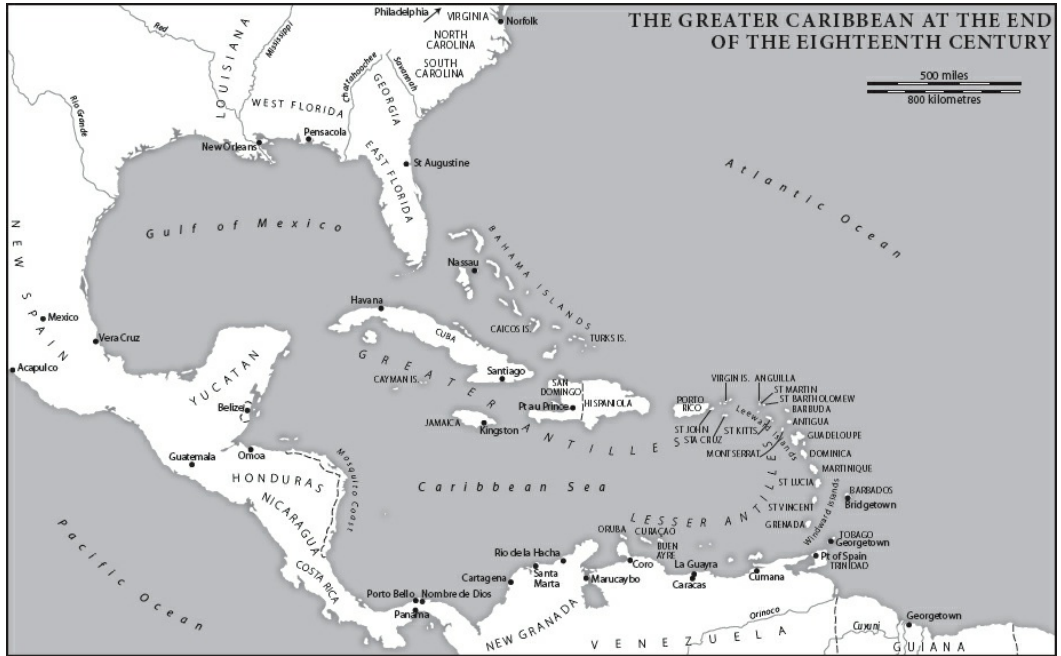 THE GREATER CARIBBEAN AT THE END
OF THE EIGHTEENTH CENTURY
500 miles
800 kilometres
Philadelphia
VIRGINIA
Norfolk
NORTH
CAROLINA
SOUTH
CAROLINA
Red
Mississippi
LOUISIANA
Rio Grande
Chattahoochee
Savannah
GEORGIA
WEST FLORIDA
New Orleans
Pensacola
EAST FLORIDA
St Augustine
Atlantic Ocean
Gulf of Mexico
NEW SPAIN
BAHAMA ISLANDS
Nassau
Havana
CUBA
CAICOS IS.
TURKS IS.
Mexico
Vera Cruz
Acapulco
YUCATAN
Belize
GREATER ANTILLES
CAYMAN IS.
Santiago
SAN
DOMINGO
HISPANIOLA
Pt au Prince
JAMAICA
Kingston
PORTO
RICO
VIRGIN IS.
ANGUILLA
ST MARTIN
ST BARTHOLOMEW
BARBUDA
ANTIGUA
GUADELOUPE
ST JOHN
STA CRUZ
ST KITTS
MONTSERRAT
Leeward Islands
DOMINICA
MARTINIQUE
ST LUCIA
BARBADOS
Bridgetown
ST VINCENT
GRENADA
Windward Islands
LESSER ANTILLES
TOBAGO
Georgetown
Pt of Spain
TRINIDAD
Guatemala
Omoa
HONDURAS
Mosquito Coast
NICARAGUA
COSTA RICA
Caribbean Sea
Pacific Ocean
ORUBA
CURAÇAO
BUEN
AYRE
Rio de la Hacha
Coro
La Guayra
Cartagena
Santa
Marta
Marucaybo
Caracas
Cumana
Porto Bello
Nombre de Dios
Panama
NEW GRANADA
VENEZUELA
Orinoco
Cuyuni
Georgetown
GUIANA